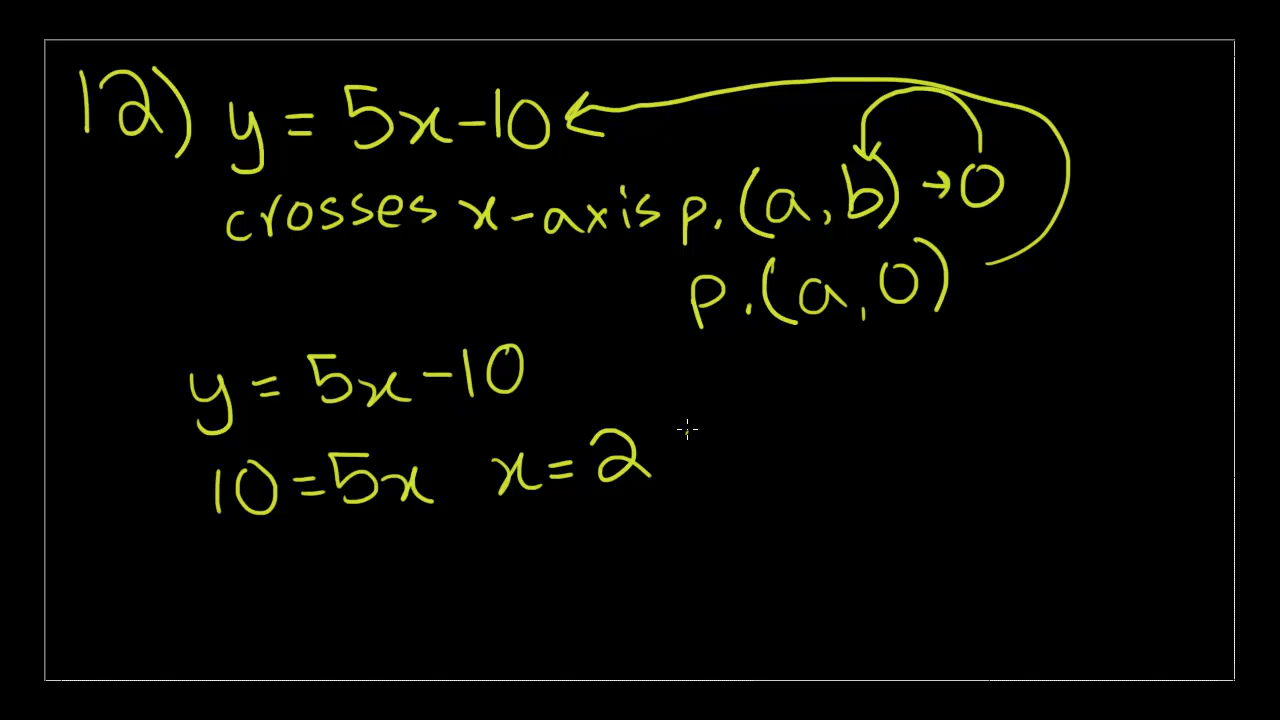 12) y = 5x-10
crosses x-axis p.(a,b) →0
p.(a,0)
y = 5x-10
10=5x x=2